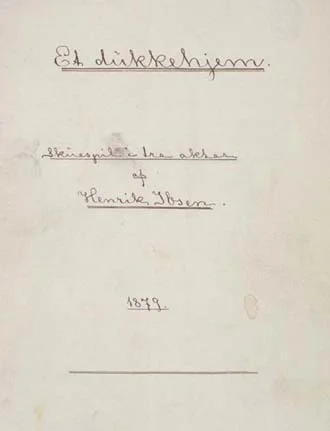 Et dukkehjem.
Skuespil i tre akter
af
Henrik Ibsen.
1879.